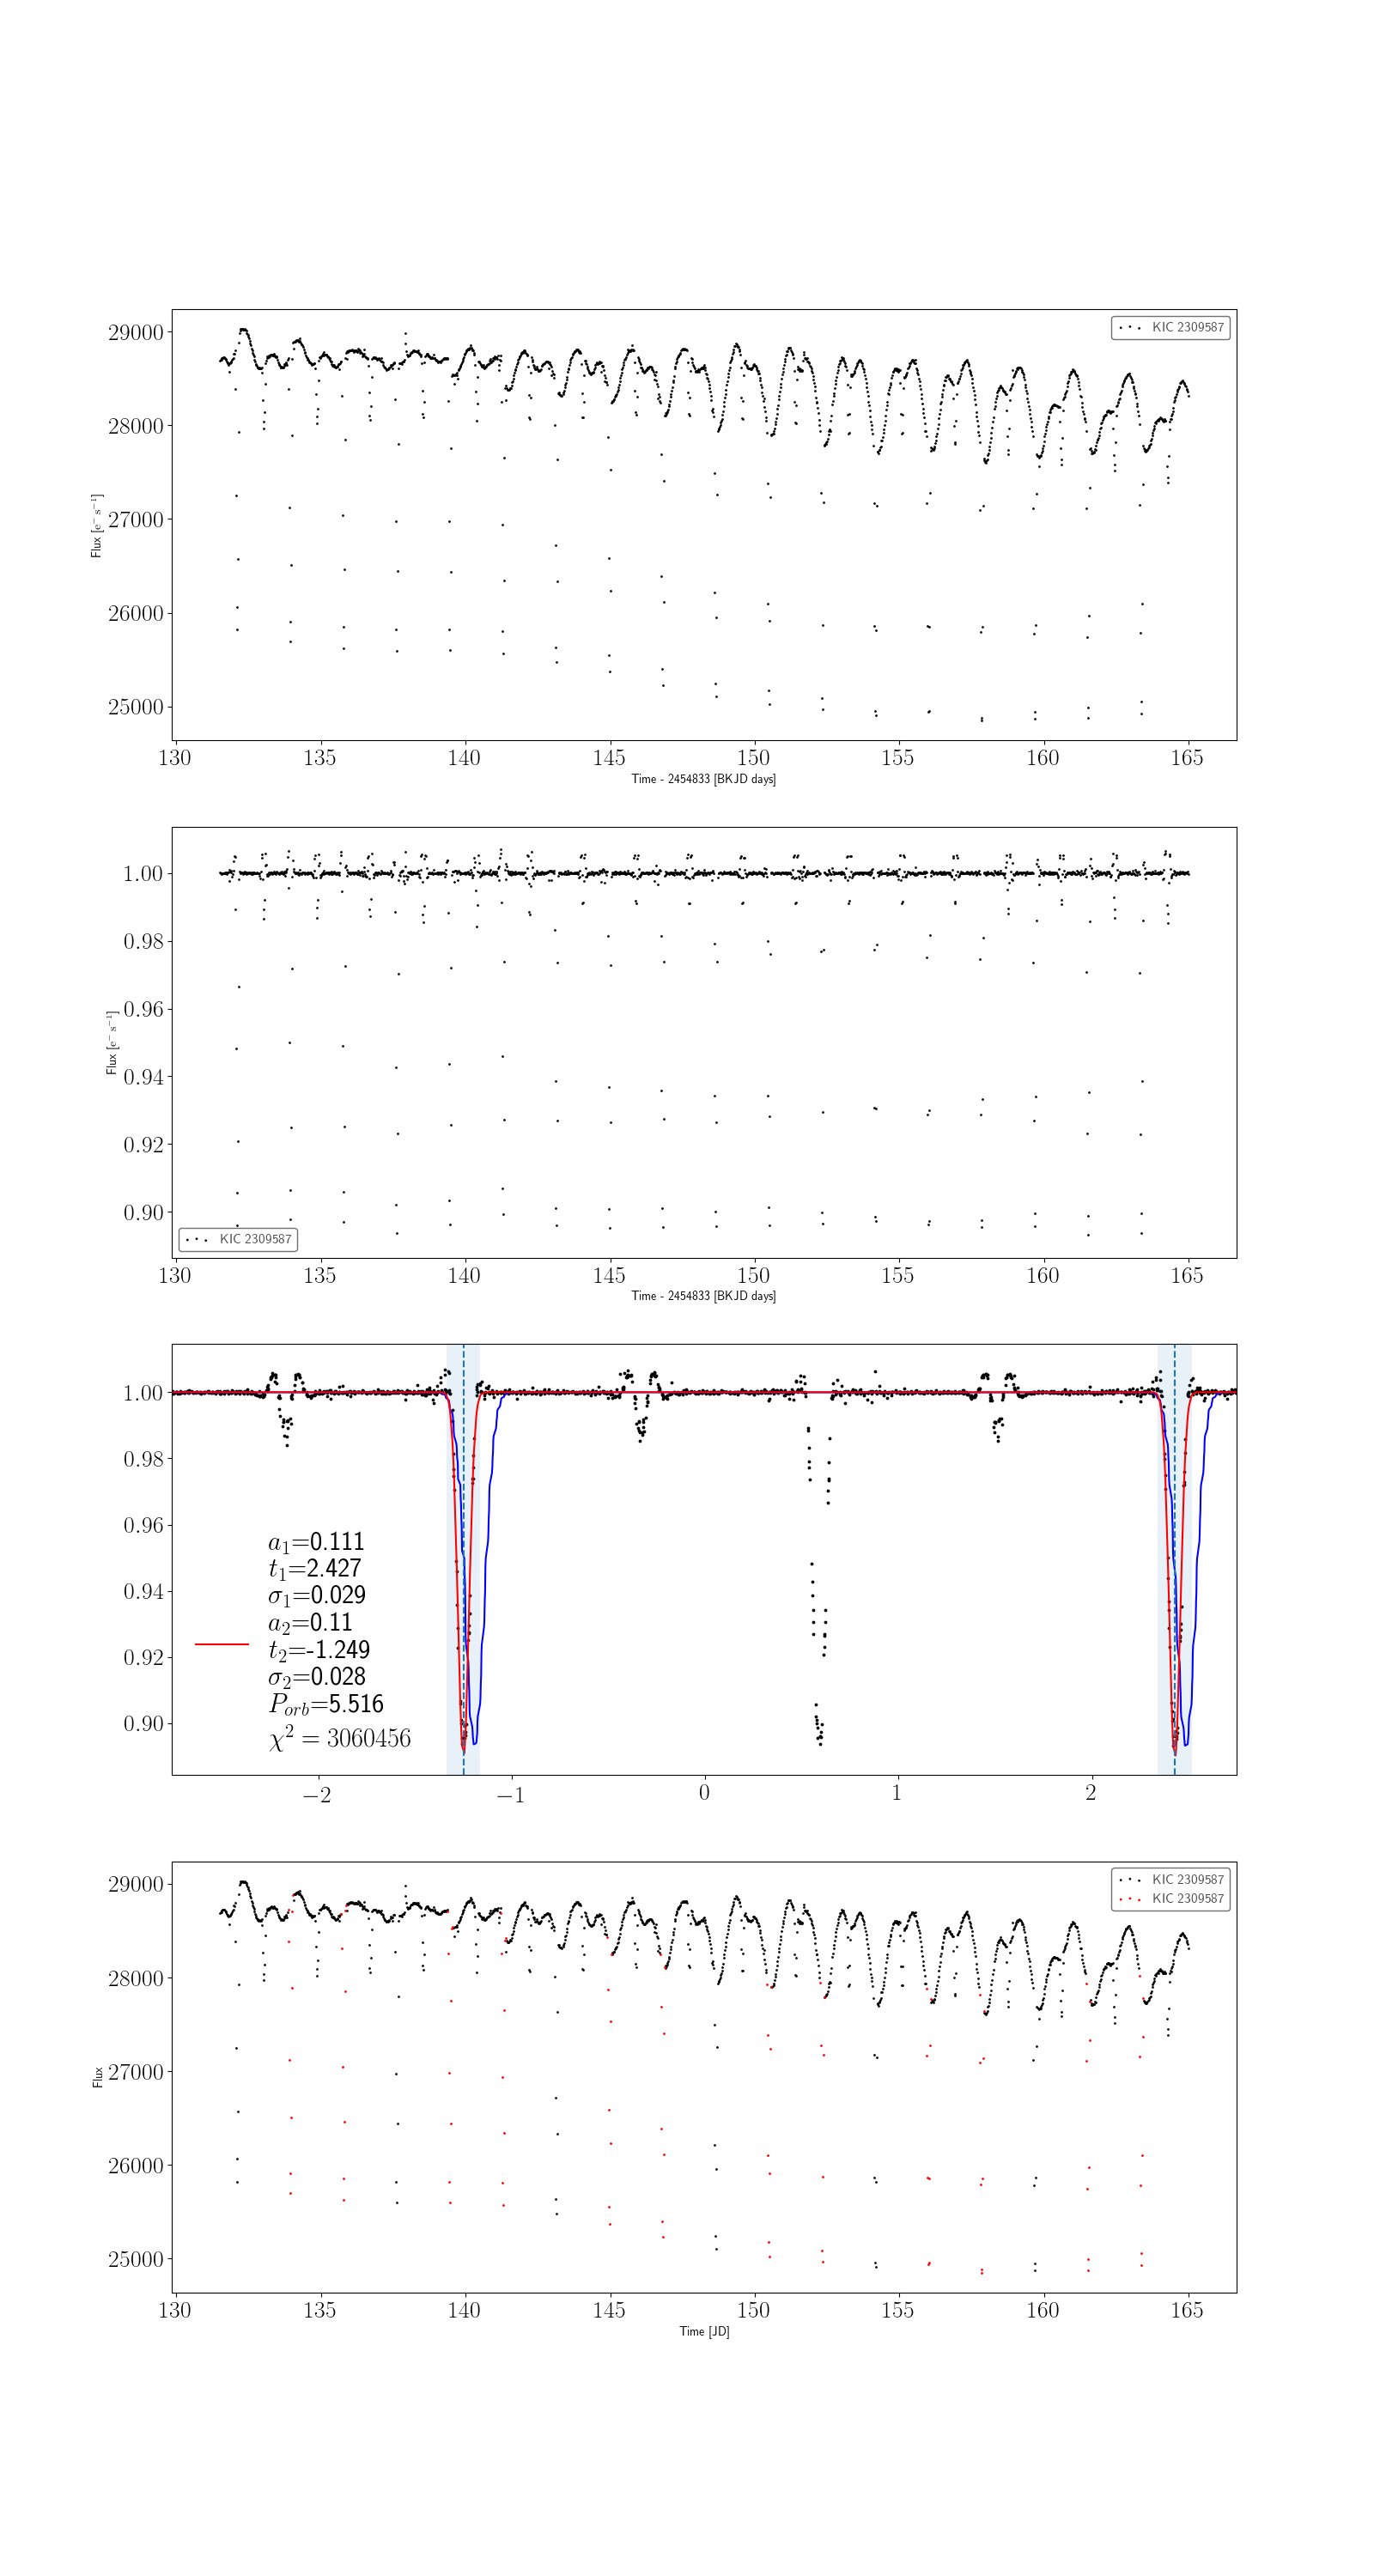 29000
28000
27000
26000
25000
Flux [e⁻ s⁻¹]
KIC 2309587
130 135 140 145 150 155 160 165
Time - 2454833 [BKJD days]
1.00
0.98
0.96
0.94
0.92
0.90
Flux [e⁻ s⁻¹]
KIC 2309587
130 135 140 145 150 155 160 165
Time - 2454833 [BKJD days]
1.00
0.98
0.96
0.94
0.92
0.90
a₁=0.111
t₁=2.427
σ₁=0.029
a₂=0.11
t₂=-1.249
σ₂=0.028
P_orb=5.516
χ² = 3060456
−2 −1 0 1 2
29000
28000
27000
26000
25000
Flux
KIC 2309587
KIC 2309587
130 135 140 145 150 155 160 165
Time [JD]